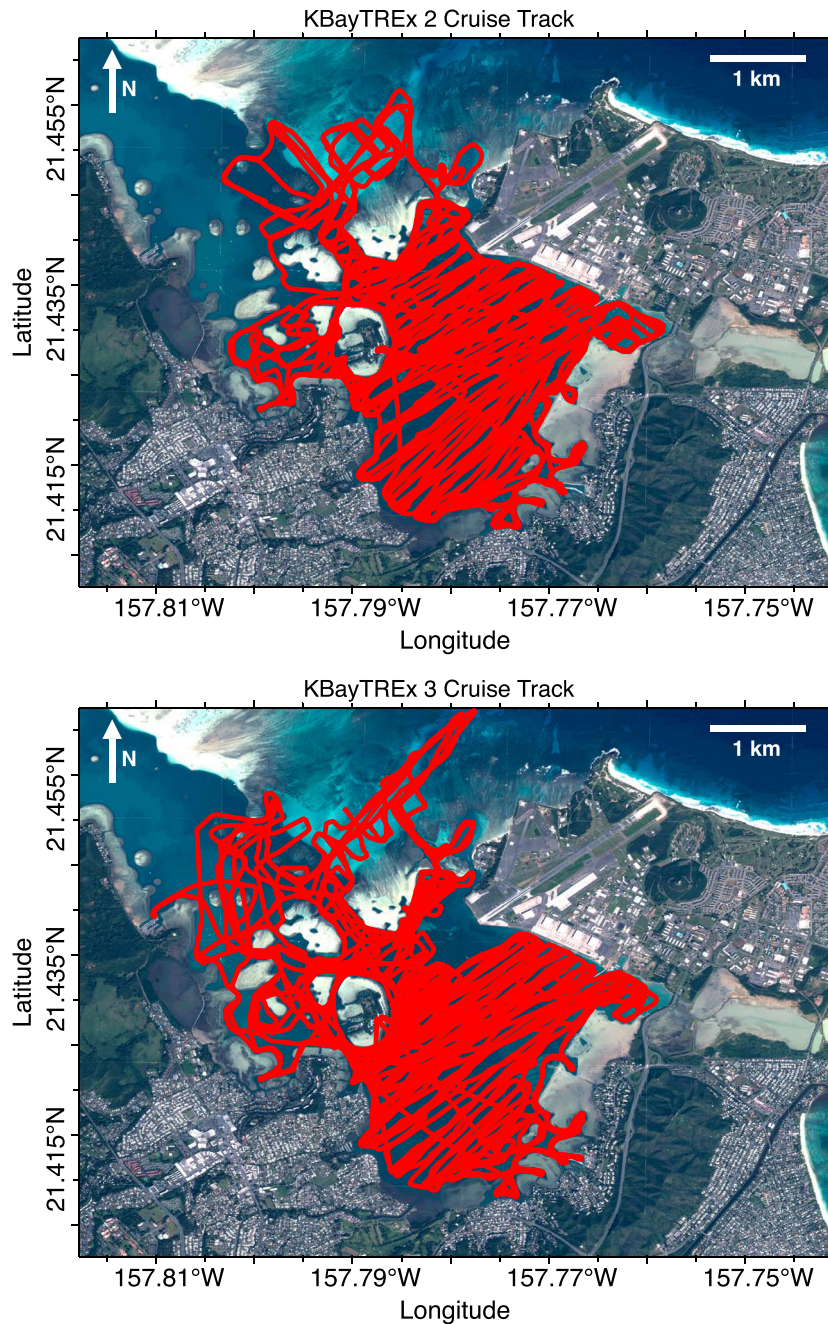 KBayTREx 2 Cruise Track
N
1 km
21.455°N
21.435°N
21.415°N
Latitude
157.81°W 157.79°W 157.77°W 157.75°W
Longitude
KBayTREx 3 Cruise Track
N
1 km
21.455°N
21.435°N
21.415°N
Latitude
157.81°W 157.79°W 157.77°W 157.75°W
Longitude